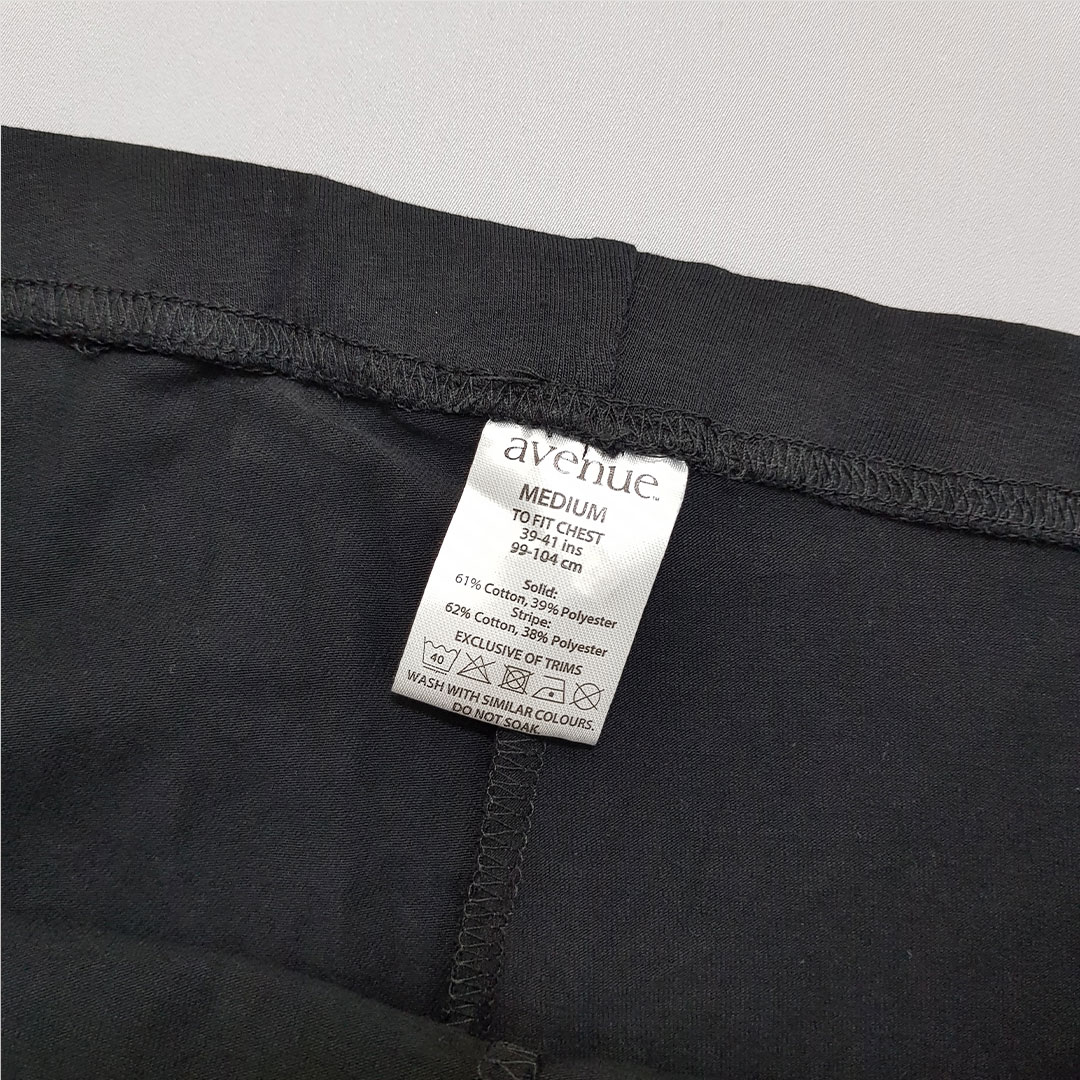 avenue™
MEDIUM
TO FIT CHEST
39-41 ins
99-104 cm
Solid:
61% Cotton, 39% Polyester
Stripe:
62% Cotton, 38% Polyester
EXCLUSIVE OF TRIMS
40
WASH WITH SIMILAR COLOURS.
DO NOT SOAK